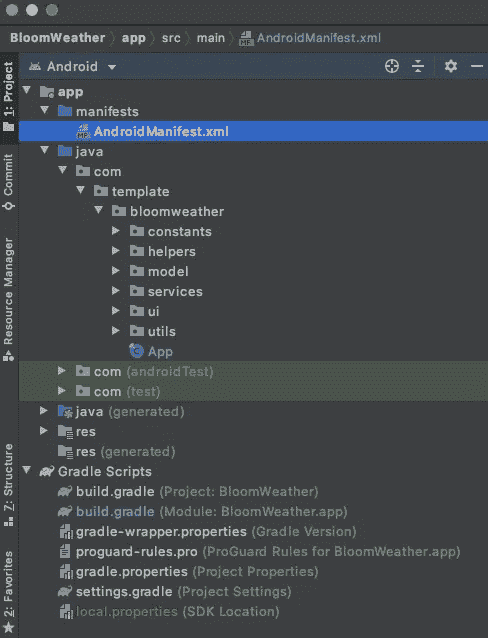 BloomWeather app src main AndroidManifest.xml
Android
1: Project
Commit
Resource Manager
Z: Structure
2: Favorites
app
manifests
AndroidManifest.xml
java
com
template
bloomweather
constants
helpers
model
services
ui
utils
App
com (androidTest)
com (test)
java (generated)
res
res (generated)
Gradle Scripts
build.gradle (Project: BloomWeather)
build.gradle (Module: BloomWeather.app)
gradle-wrapper.properties (Gradle Version)
proguard-rules.pro (ProGuard Rules for BloomWeather.app)
gradle.properties (Project Properties)
settings.gradle (Project Settings)
local.properties (SDK Location)